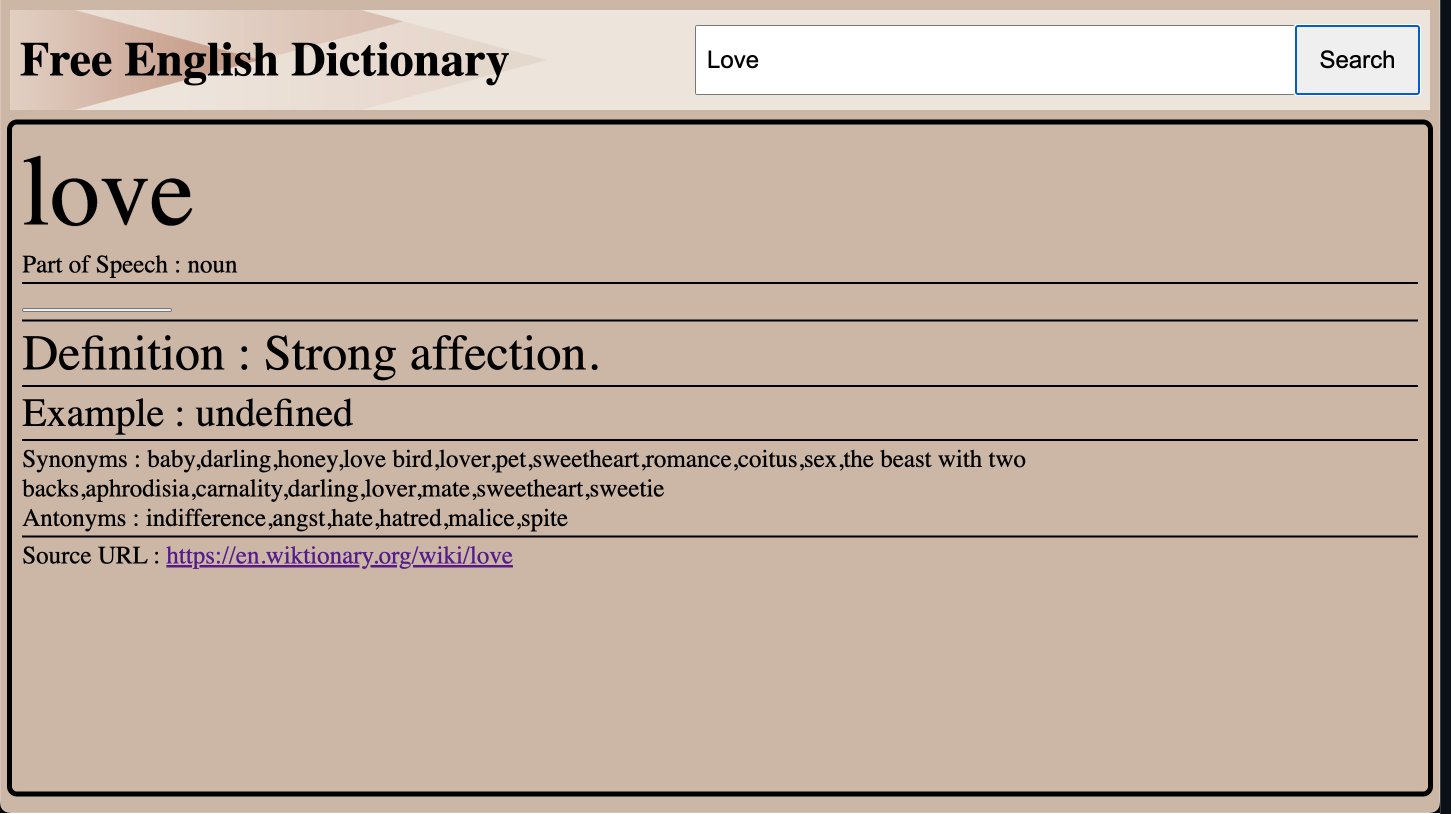 Free English Dictionary
Love
Search
love
Part of Speech : noun
Definition : Strong affection.
Example : undefined
Synonyms : baby,darling,honey,love bird,lover,pet,sweetheart,romance,coitus,sex,the beast with two
backs,aphrodisia,carnality,darling,lover,mate,sweetheart,sweetie
Antonyms : indifference,angst,hate,hatred,malice,spite
Source URL : https://en.wiktionary.org/wiki/love